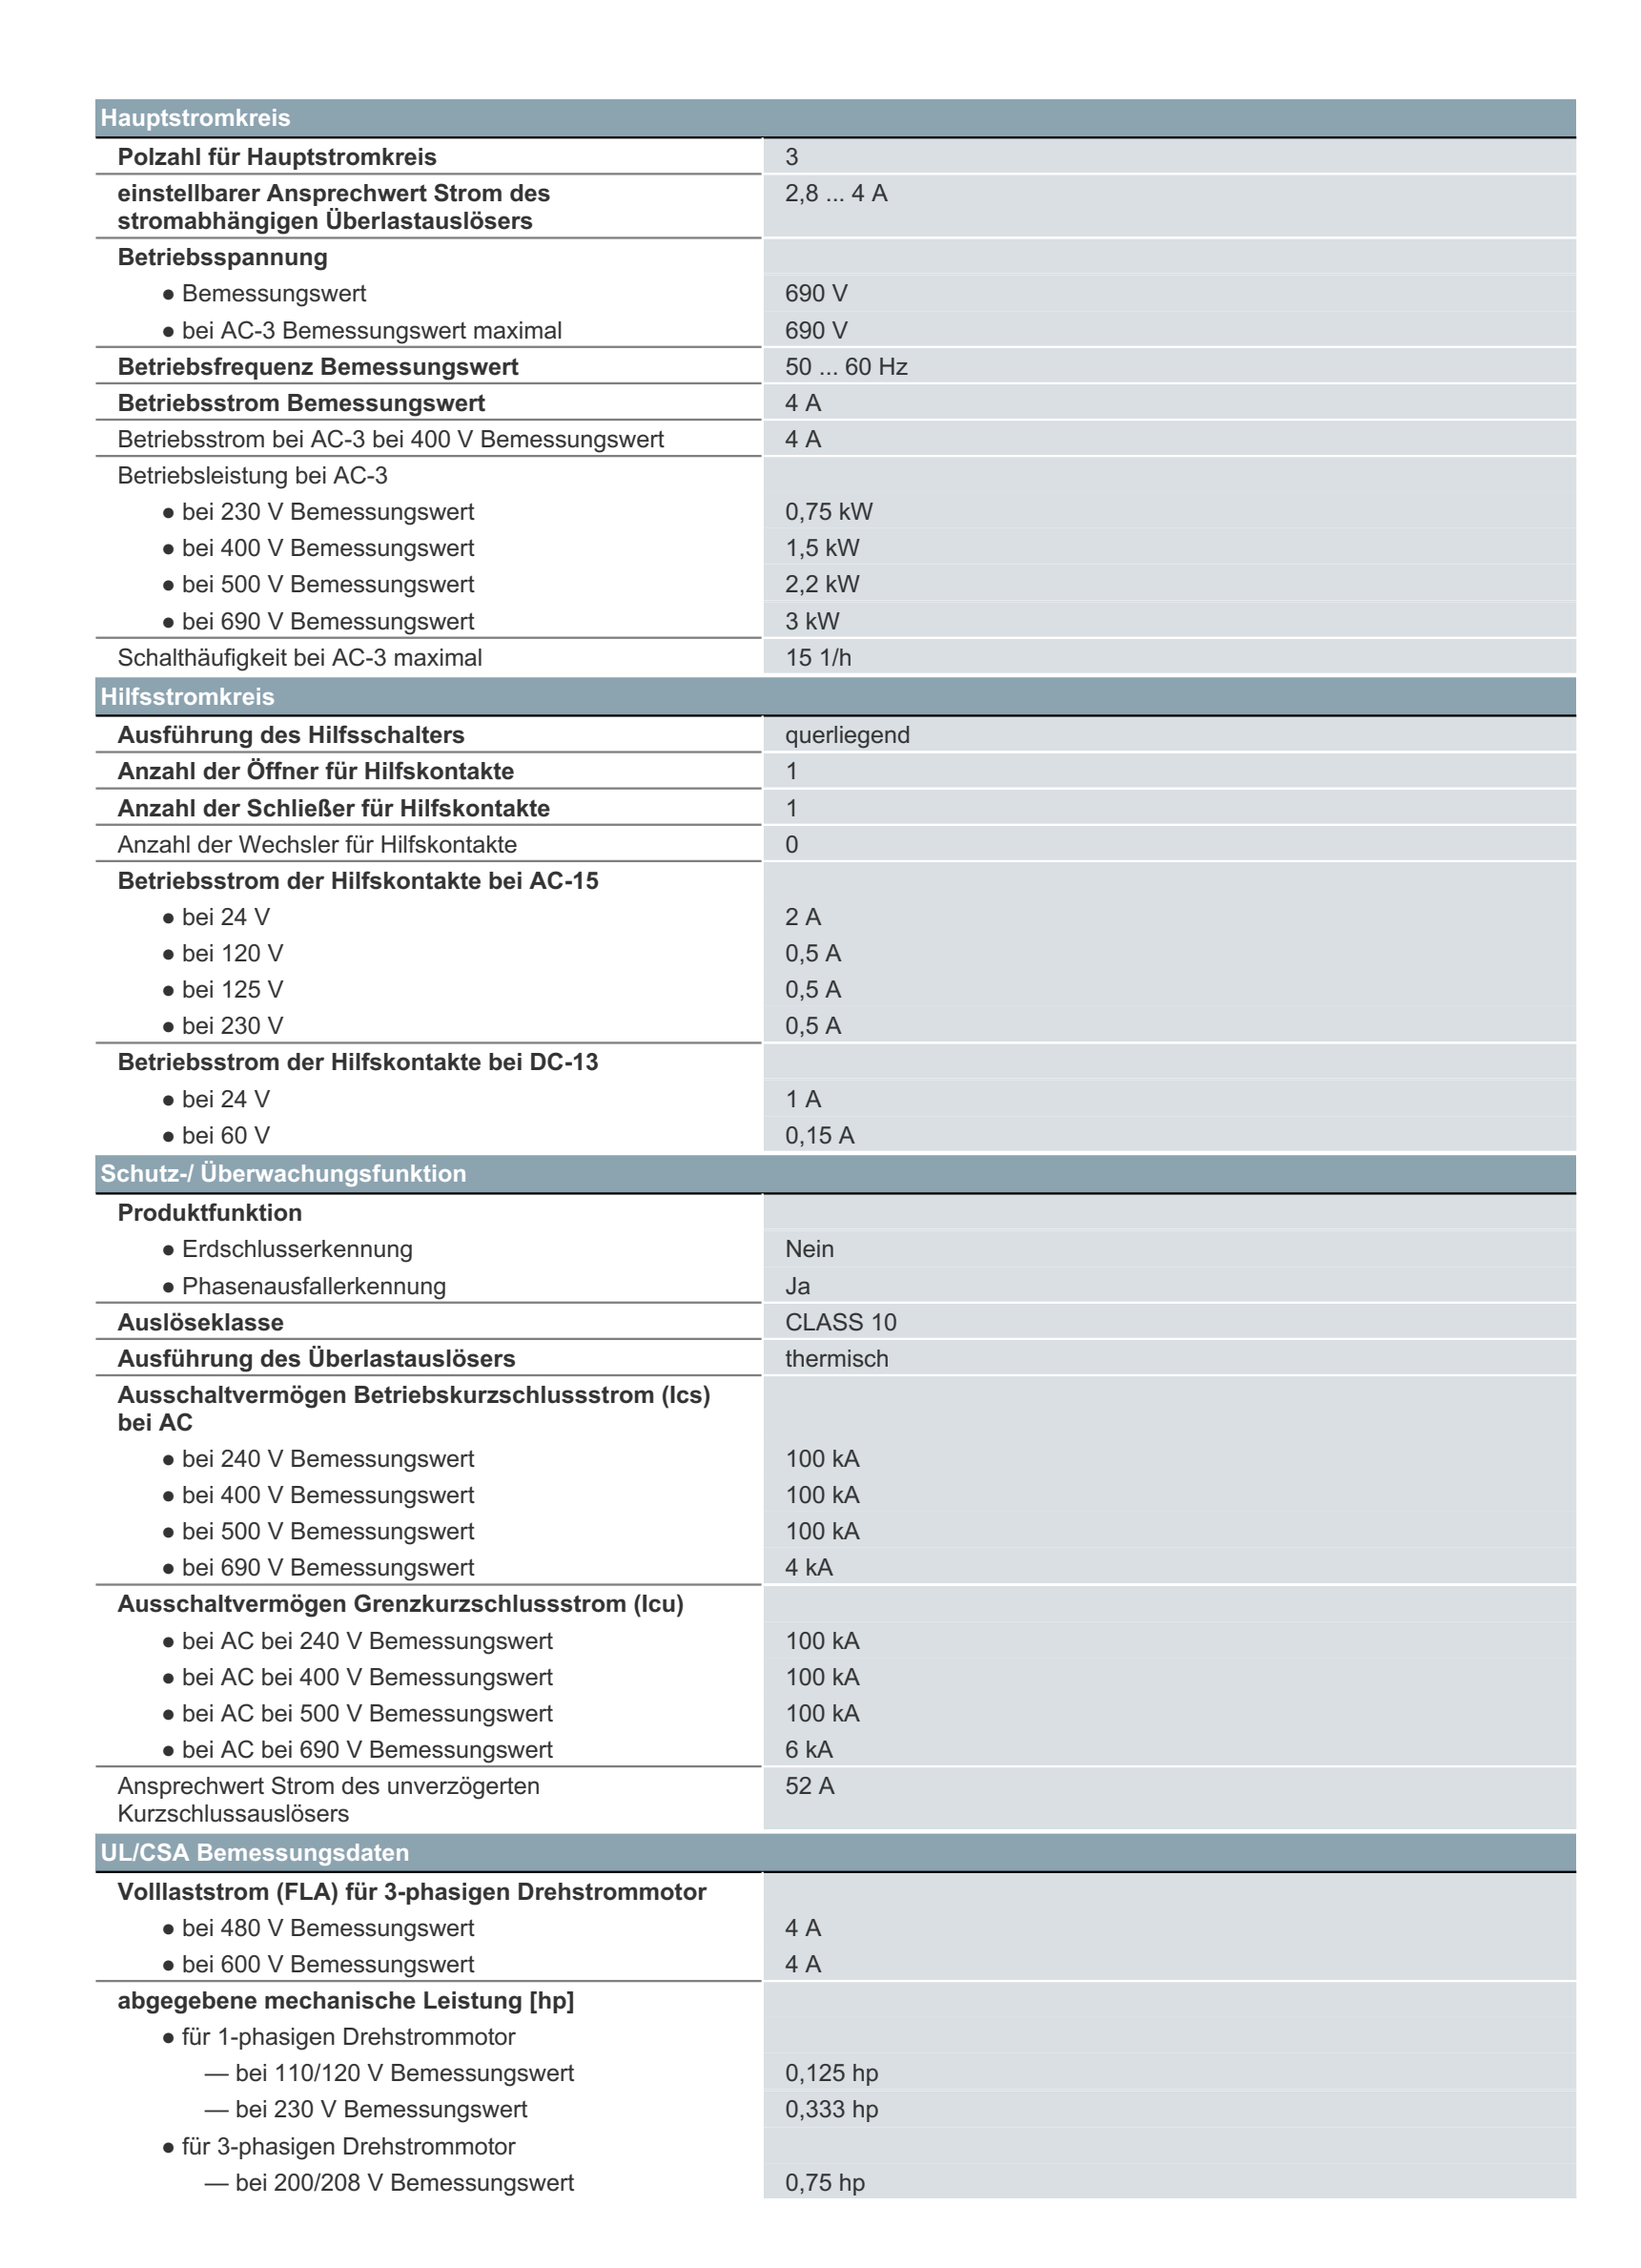 Hauptstromkreis
Polzahl für Hauptstromkreis 3
einstellbarer Ansprechwert Strom des 2,8 ... 4 A
stromabhängigen Überlastauslösers
Betriebsspannung
● Bemessungswert 690 V
● bei AC-3 Bemessungswert maximal 690 V
Betriebsfrequenz Bemessungswert 50 ... 60 Hz
Betriebsstrom Bemessungswert 4 A
Betriebsstrom bei AC-3 bei 400 V Bemessungswert 4 A
Betriebsleistung bei AC-3
● bei 230 V Bemessungswert 0,75 kW
● bei 400 V Bemessungswert 1,5 kW
● bei 500 V Bemessungswert 2,2 kW
● bei 690 V Bemessungswert 3 kW
Schalthäufigkeit bei AC-3 maximal 15 1/h
Hilfsstromkreis
Ausführung des Hilfsschalters querliegend
Anzahl der Öffner für Hilfskontakte 1
Anzahl der Schließer für Hilfskontakte 1
Anzahl der Wechsler für Hilfskontakte 0
Betriebsstrom der Hilfskontakte bei AC-15
● bei 24 V 2 A
● bei 120 V 0,5 A
● bei 125 V 0,5 A
● bei 230 V 0,5 A
Betriebsstrom der Hilfskontakte bei DC-13
● bei 24 V 1 A
● bei 60 V 0,15 A
Schutz-/ Überwachungsfunktion
Produktfunktion
● Erdschlusserkennung Nein
● Phasenausfallerkennung Ja
Auslöseklasse CLASS 10
Ausführung des Überlastauslösers thermisch
Ausschaltvermögen Betriebskurzschlussstrom (Ics)
bei AC
● bei 240 V Bemessungswert 100 kA
● bei 400 V Bemessungswert 100 kA
● bei 500 V Bemessungswert 100 kA
● bei 690 V Bemessungswert 4 kA
Ausschaltvermögen Grenzkurzschlussstrom (Icu)
● bei AC bei 240 V Bemessungswert 100 kA
● bei AC bei 400 V Bemessungswert 100 kA
● bei AC bei 500 V Bemessungswert 100 kA
● bei AC bei 690 V Bemessungswert 6 kA
Ansprechwert Strom des unverzögerten 52 A
Kurzschlussauslösers
UL/CSA Bemessungsdaten
Volllaststrom (FLA) für 3-phasigen Drehstrommotor
● bei 480 V Bemessungswert 4 A
● bei 600 V Bemessungswert 4 A
abgegebene mechanische Leistung [hp]
● für 1-phasigen Drehstrommotor
— bei 110/120 V Bemessungswert 0,125 hp
— bei 230 V Bemessungswert 0,333 hp
● für 3-phasigen Drehstrommotor
— bei 200/208 V Bemessungswert 0,75 hp